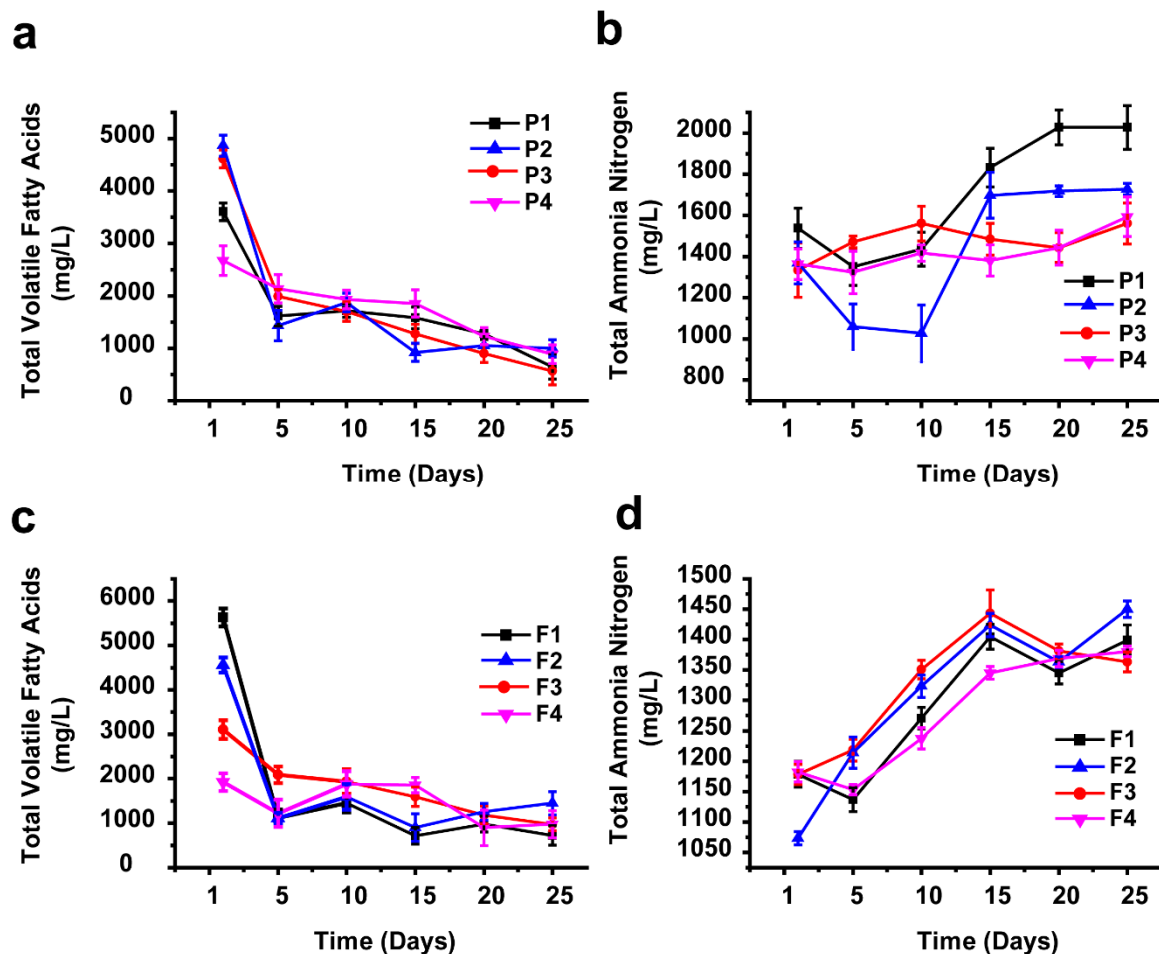 a
Total Volatile Fatty Acids
(mg/L)
5000
4000
3000
2000
1000
0
P1
P2
P3
P4
1 5 10 15 20 25
Time (Days)
b
Total Ammonia Nitrogen
(mg/L)
2000
1800
1600
1400
1200
1000
800
P1
P2
P3
P4
1 5 10 15 20 25
Time (Days)
c
Total Volatile Fatty Acids
(mg/L)
6000
5000
4000
3000
2000
1000
0
F1
F2
F3
F4
1 5 10 15 20 25
Time (Days)
d
Total Ammonia Nitrogen
(mg/L)
1500
1450
1400
1350
1300
1250
1200
1150
1100
1050
F1
F2
F3
F4
1 5 10 15 20 25
Time (Days)